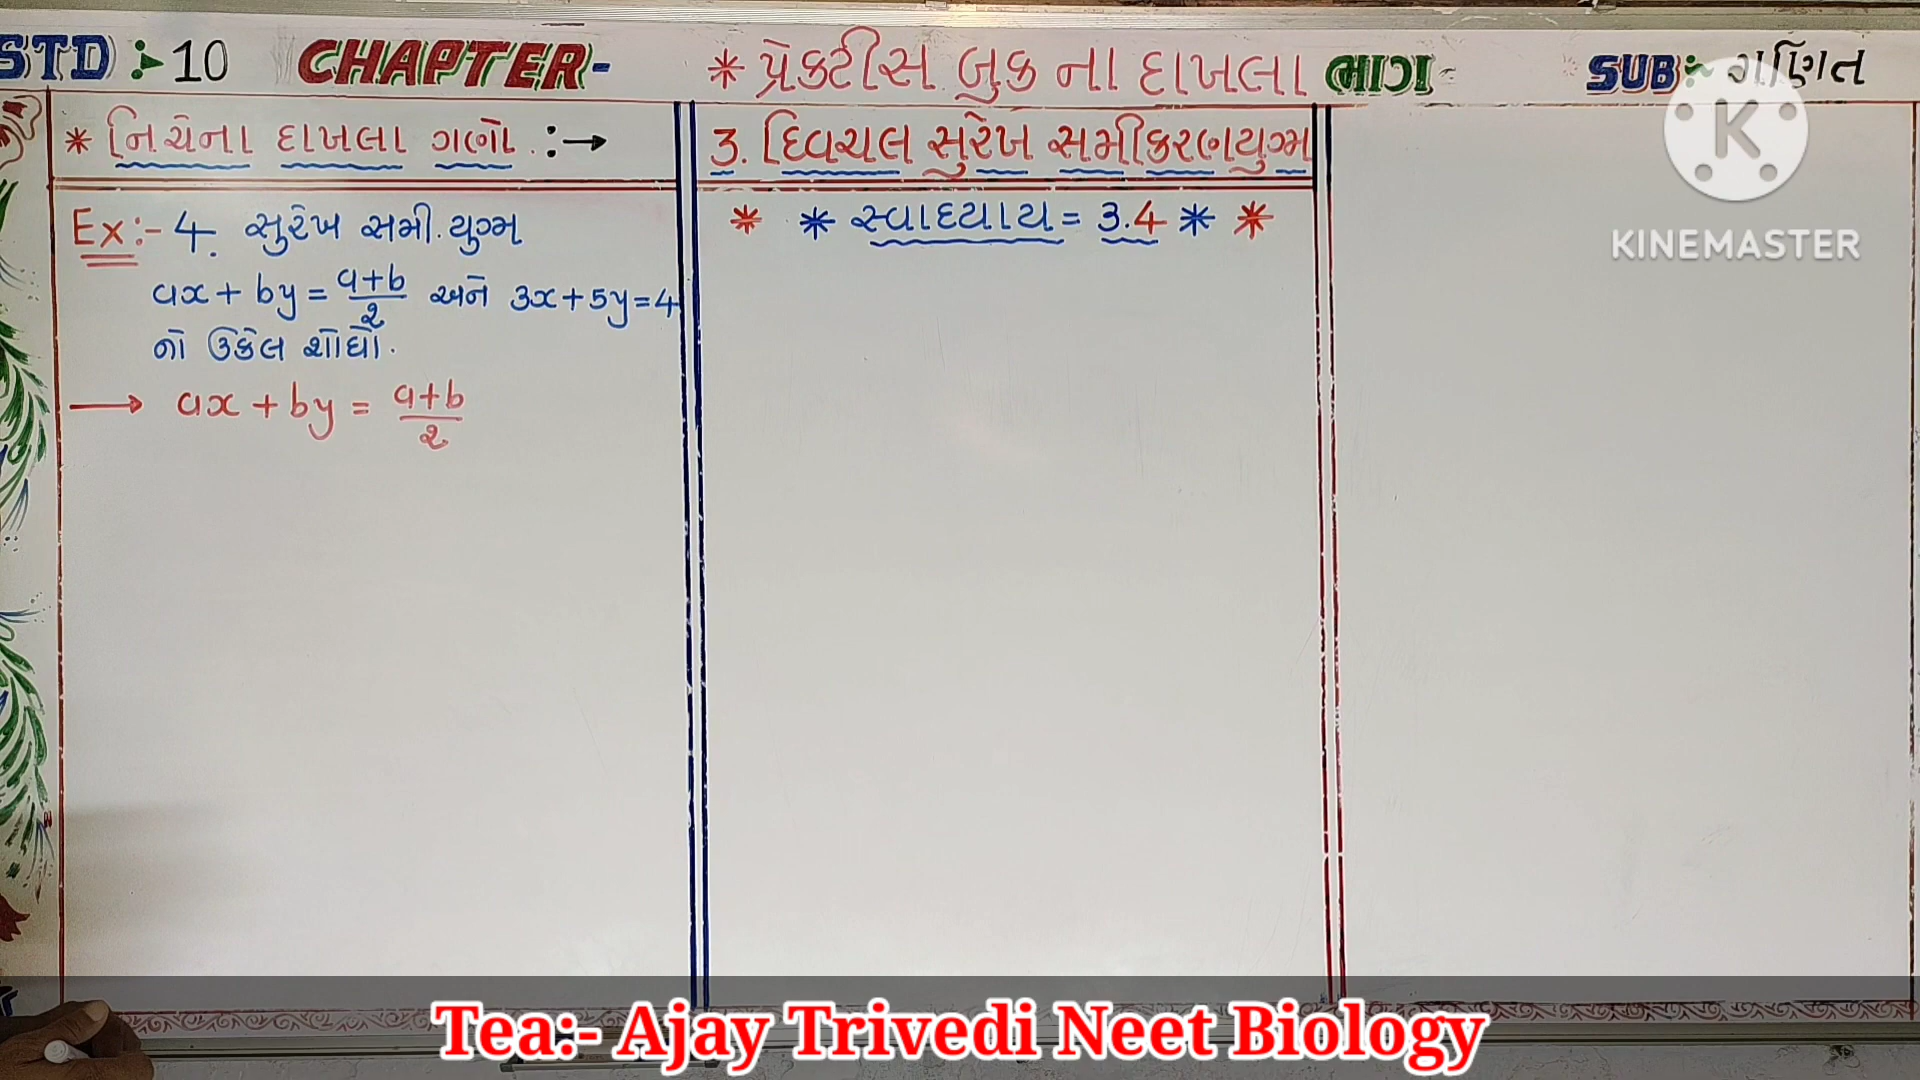 STD :- 10 CHAPTER- * પ્રેકટીસ બુક ના દાખલા ભાગ- SUB:- ગણિત
KINEMASTER
* નિચેના દાખલા ગણો :→
Ex:- 4. સુરેખ સમી. યુગ્મ
ax + by = a+b/2 અને 3x+5y=4
નો ઉકેલ શોધો.
→ ax + by = a+b/2
3. દ્વિચલ સુરેખ સમીકરણયુગ્મ
* * સ્વાધ્યાય = 3.4 * *
Tea:- Ajay Trivedi Neet Biology